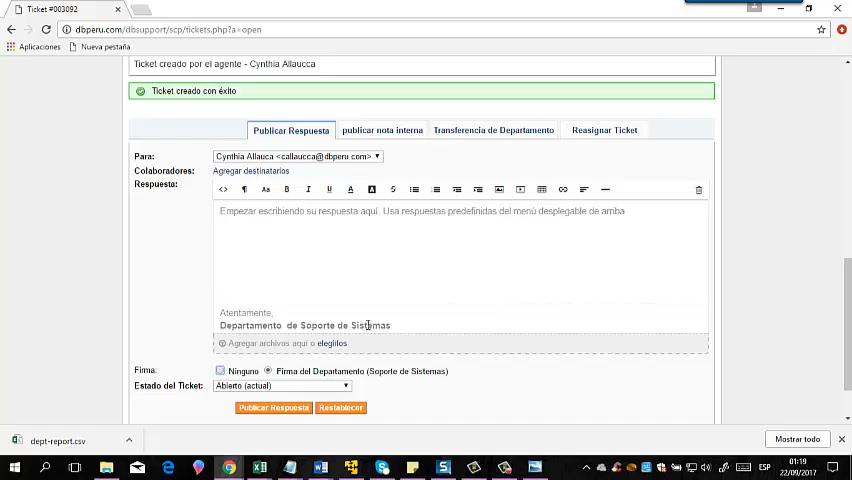 Ticket #003092
dbperu.com/dbsupport/scp/tickets.php?a=open
Aplicaciones Nueva pestaña
Ticket creado por el agente - Cynthia Allaucca
Ticket creado con éxito
Publicar Respuesta publicar nota interna Transferencia de Departamento Reasignar Ticket
Para: Cynthia Allauca <callaucca@dbperu.com>
Colaboradores: Agregar destinatarios
Respuesta:
Empezar escribiendo su respuesta aquí. Usa respuestas predefinidas del menú desplegable de arriba
Atentamente,
Departamento de Soporte de Sistemas
Agregar archivos aquí o elegirlos
Firma: Ninguno Firma del Departamento (Soporte de Sistemas)
Estado del Ticket: Abierto (actual)
Publicar Respuesta Restablecer
dept-report.csv Mostrar todo
ESP 01:19
22/09/2017